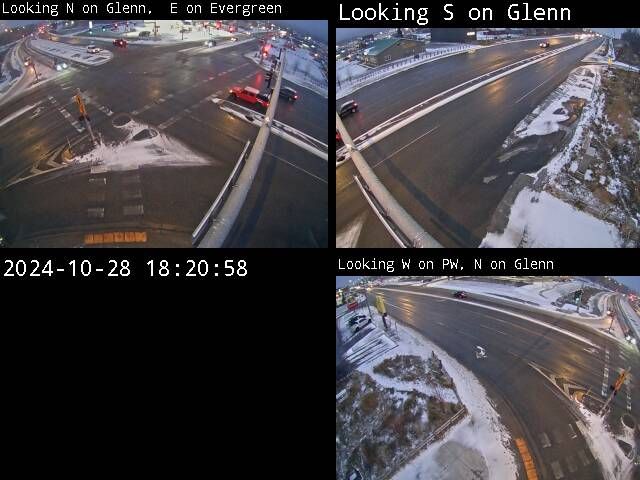 Looking N on Glenn, E on Evergreen
Looking S on Glenn
2024-10-28 18:20:58
Looking W on PW, N on Glenn